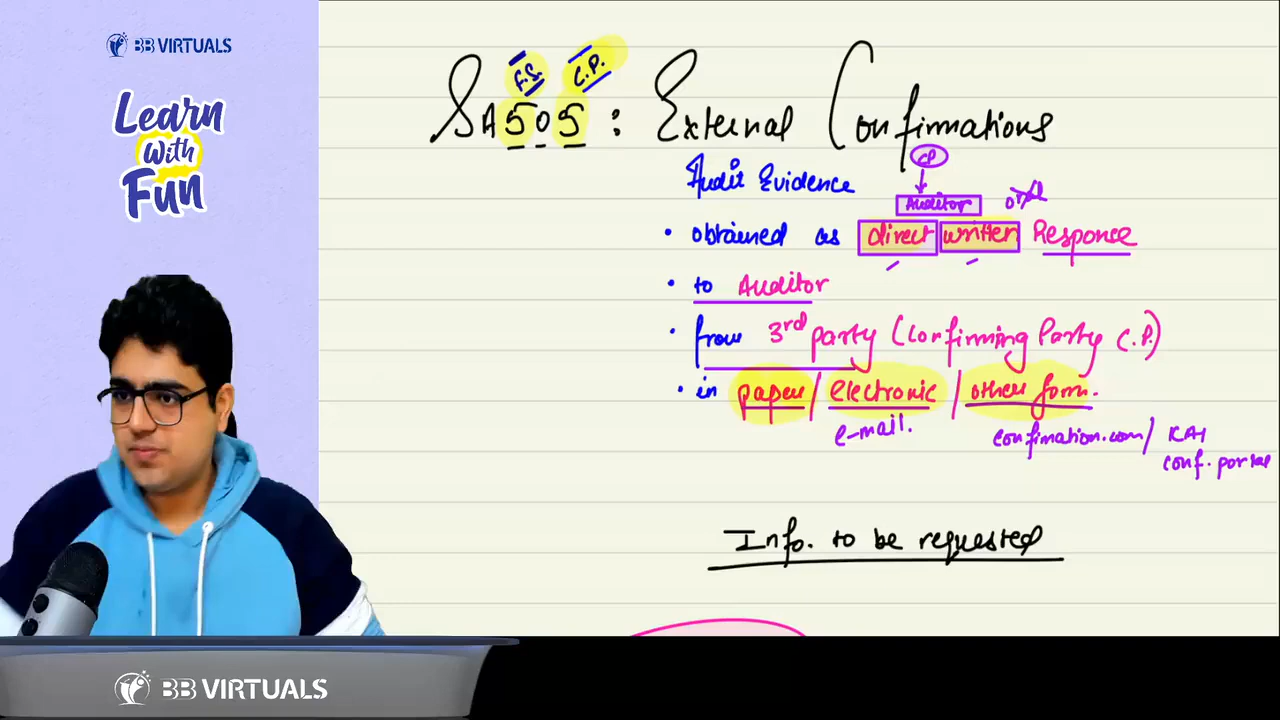 BB VIRTUALS
Learn
With
Fun
F.S. C.P.
SA 505 : External Confirmations
CP
Audit Evidence
Auditor oral
• obtained as direct written Response
• to Auditor
• from 3rd party (Confirming Party C.P.)
• in paper / electronic / other form.
e-mail.
confimation.com/
conf. portal
Info. to be requested
BB VIRTUALS